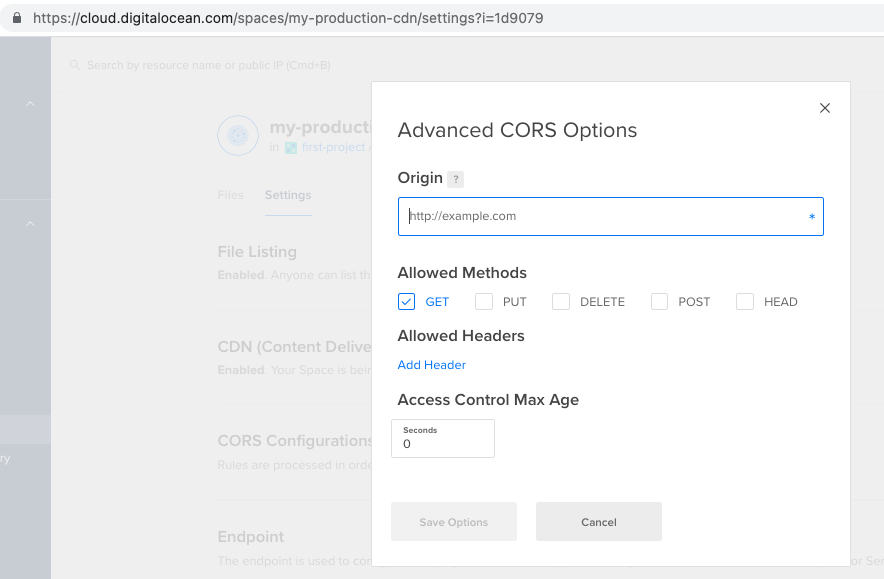 https://cloud.digitalocean.com/spaces/my-production-cdn/settings?i=1d9079
Search by resource name or public IP (Cmd+B)
my-producti
in first-project
Files Settings
File Listing
Enabled. Anyone can list th
CDN (Content Delive
Enabled. Your Space is bein
CORS Configurations
Rules are processed in orde
Endpoint
The endpoint is used to con
or Ser
ry
Advanced CORS Options
Origin ?
http://example.com *
Allowed Methods
GET PUT DELETE POST HEAD
Allowed Headers
Add Header
Access Control Max Age
Seconds
0
Save Options Cancel